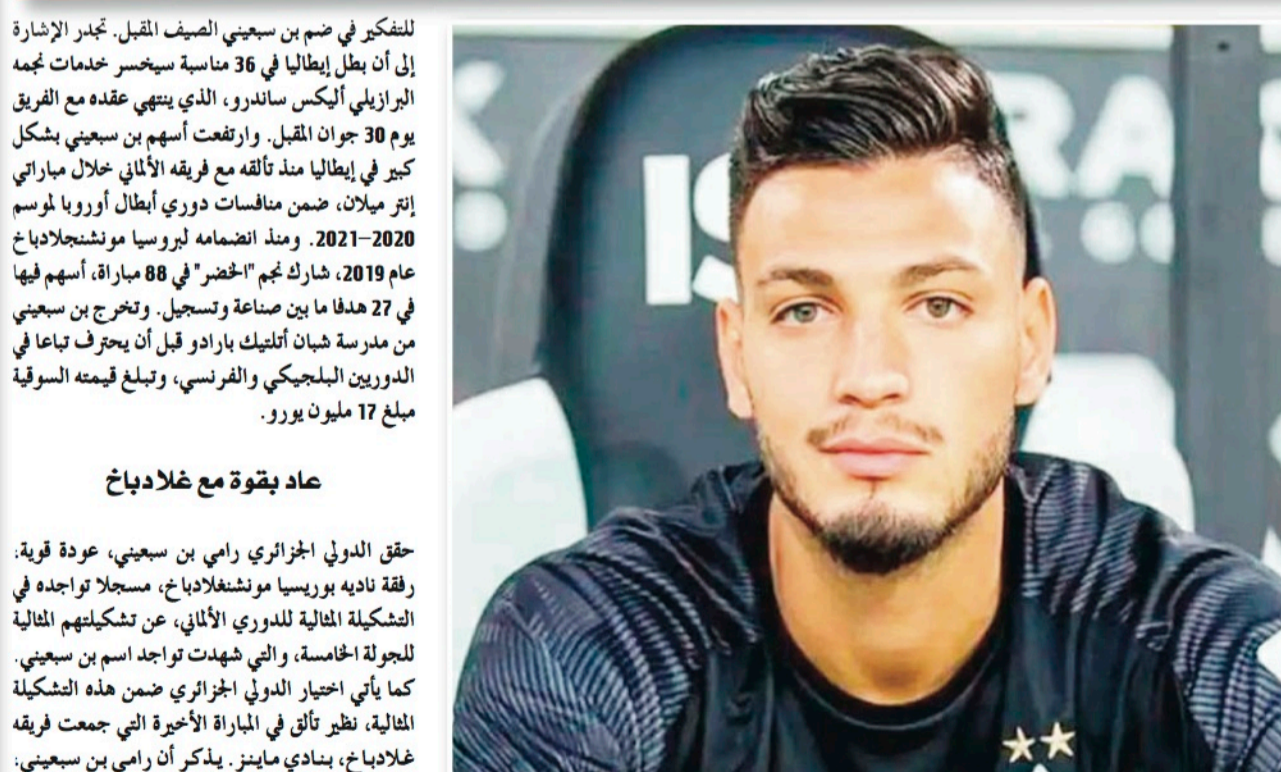 للتفكير في ضم بن سبعيني الصيف المقبل. تجدر الإشارة
إلى أن بطل إيطاليا في 36 مناسبة سيخسر خدمات نجمه
البرازيلي أليكس ساندرو، الذي ينتهي عقده مع الفريق
يوم 30 جوان المقبل. وارتفعت أسهم بن سبعيني بشكل
كبير في إيطاليا منذ تألقه مع فريقه الألماني خلال مباراتي
إنتر ميلان، ضمن منافسات دوري أبطال أوروبا لموسم
2020–2021. ومنذ انضمامه لبروسيا مونشنجلادباخ
عام 2019، شارك نجم "الخضر" في 88 مباراة، أسهم فيها
في 27 هدفا ما بين صناعة وتسجيل. وتخرج بن سبعيني
من مدرسة شبان أتلتيك بارادو قبل أن يحترف تباعا في
الدوريين البلجيكي والفرنسي، وتبلغ قيمته السوقية
مبلغ 17 مليون يورو.
عاد بقوة مع غلادباخ
حقق الدولي الجزائري رامي بن سبعيني، عودة قوية،
رفقة ناديه بوريسيا مونشنغلادباخ، مسجلا تواجده في
التشكيلة المثالية للدوري الألماني، عن تشكيلتهم المثالية
للجولة الخامسة، والتي شهدت تواجد اسم بن سبعيني.
كما يأتي اختيار الدولي الجزائري ضمن هذه التشكيلة
المثالية، نظير تألق في المباراة الأخيرة التي جمعت فريقه
غلادباخ، بنادي ماينز. يذكر أن رامي بن سبعيني،